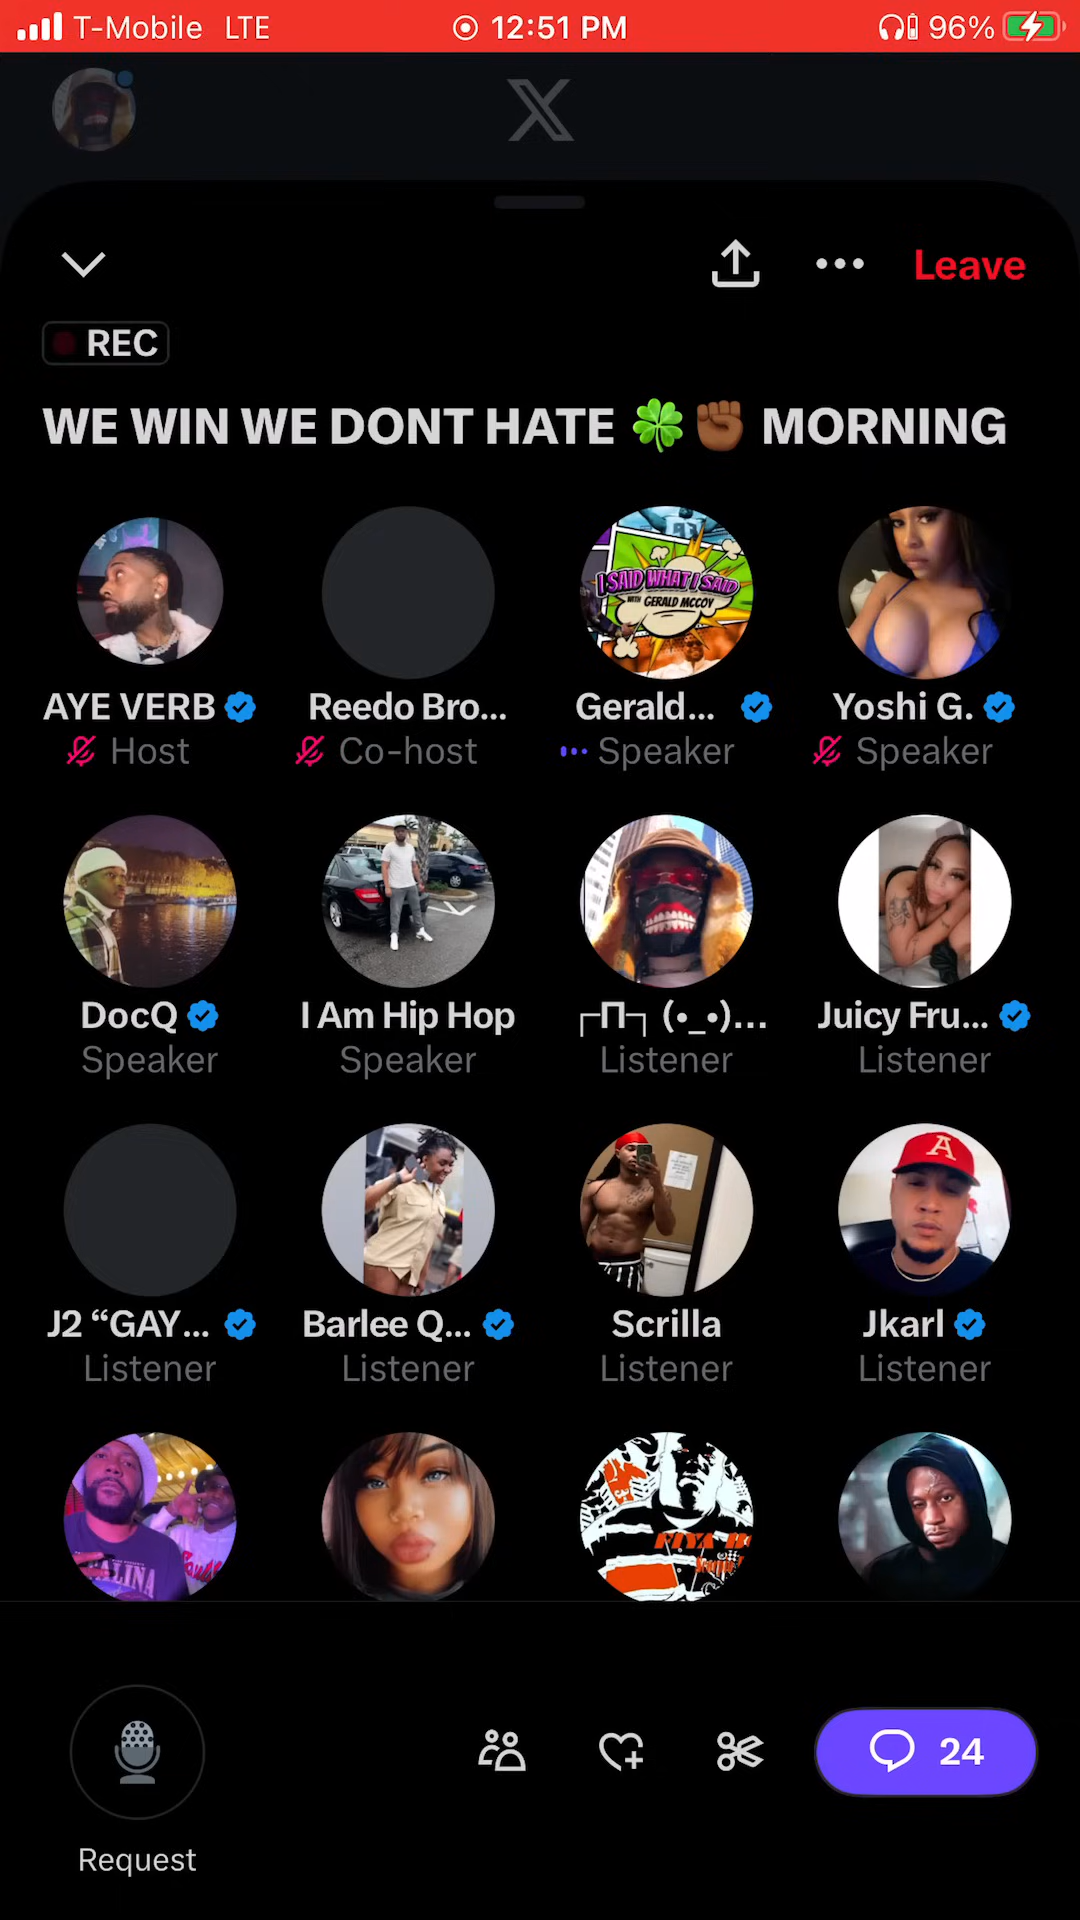 T-Mobile LTE 12:51 PM 96%
Leave
REC
WE WIN WE DONT HATE 🍀✊🏾 MORNING
I SAID WHAT I SAID
WITH GERALD MCCOY
AYE VERB Reedo Bro... Gerald... Yoshi G.
Host Co-host Speaker Speaker
DocQ I Am Hip Hop ┌П┐ (•_•)... Juicy Fru...
Speaker Speaker Listener Listener
A
J2 “GAY... Barlee Q... Scrilla Jkarl
Listener Listener Listener Listener
24
Request